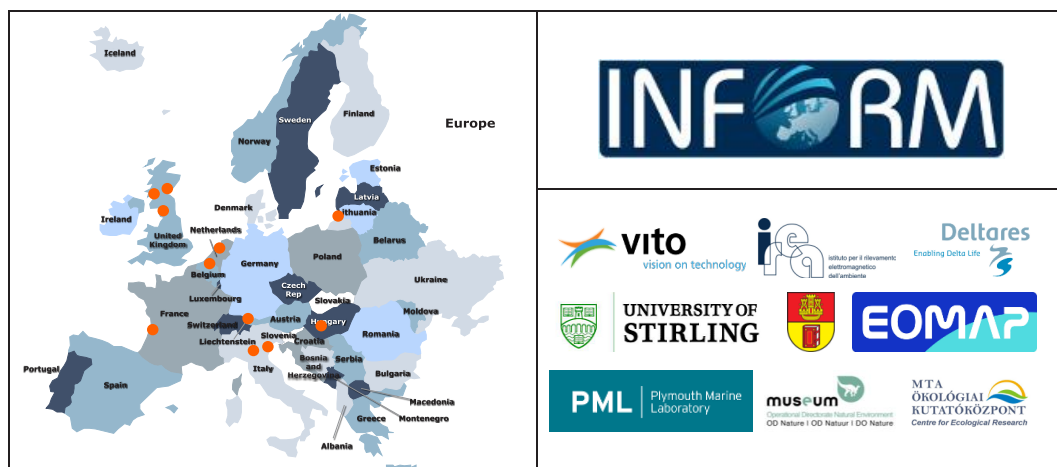 Iceland
Finland
Europe
Sweden
Norway
Estonia
Latvia
Denmark
ithuania
Ireland
Netherlands
United
Kingdom
Belarus
Poland
Germany
Belgium
Ukraine
Czech
Rep
Luxembourg
Slovakia
France
Moldova
Austria
Hungary
Switzerland
Romania
Slovenia
Liechtenstein
Croatia
Bosnia
and
Herzegovina
Serbia
Italy
Bulgaria
Portugal
Spain
Macedonia
Greece
Montenegro
Albania
INFORM
vito
vision on technology
irea
istituto per il rilevamento
elettromagnetico
dell'ambiente
Deltares
Enabling Delta Life
UNIVERSITY OF
STIRLING
EOMAP
PML
Plymouth Marine
Laboratory
museum
Operational Directorate Natural Environment
OD Nature I OD Natuur I DO Nature
MTA
ÖKOLÓGIAI
KUTATÓKÖZPONT
Centre for Ecological Research